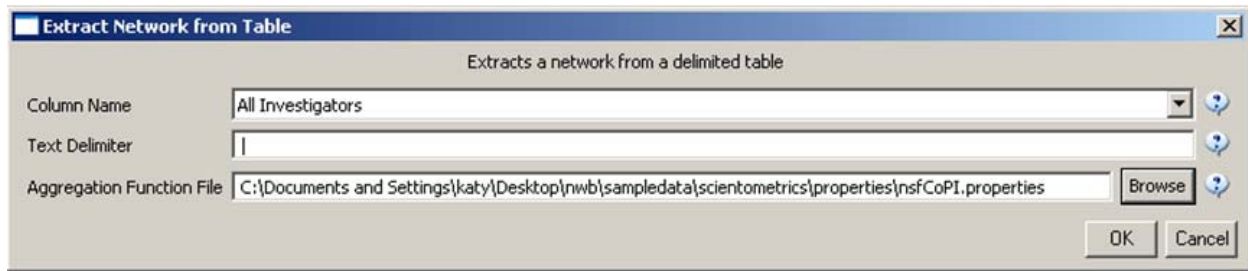 Extract Network from Table
Extracts a network from a delimited table
Column Name All Investigators
Text Delimiter |
Aggregation Function File C:\Documents and Settings\katy\Desktop\nwb\sampledata\scientometrics\properties\nsfCoPI.properties Browse
OK Cancel